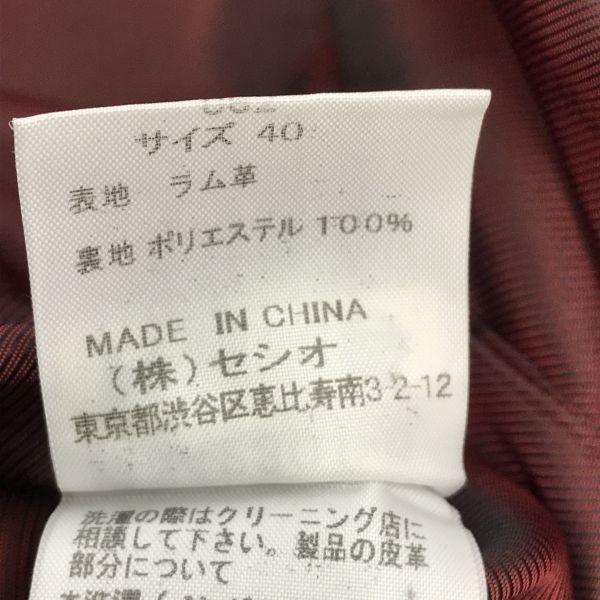 サイズ 40
表地 ラム革
裏地 ポリエステル 100%
MADE IN CHINA
(株)セシオ
東京都渋谷区恵比寿南3-2-12
洗濯の際はクリーニング店に
相談して下さい。製品の皮革
部分について